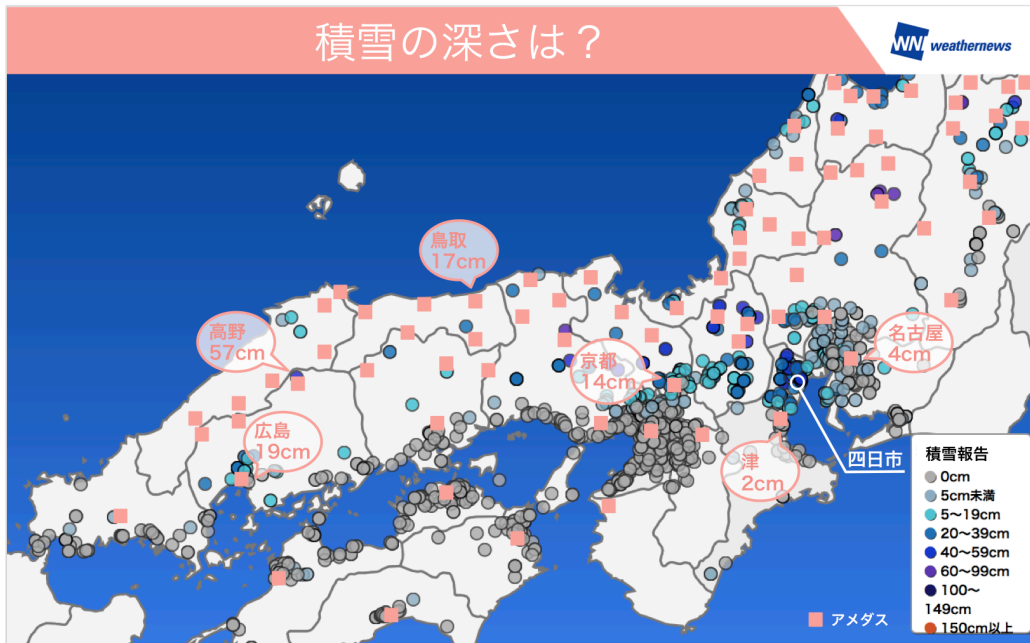 積雪の深さは？
WNI weathernews
鳥取
17cm
高野
57cm
名古屋
4cm
京都
14cm
広島
19cm
津
2cm
四日市
積雪報告
0cm
5cm未満
5〜19cm
20〜39cm
40〜59cm
60〜99cm
100〜
149cm
150cm以上
アメダス